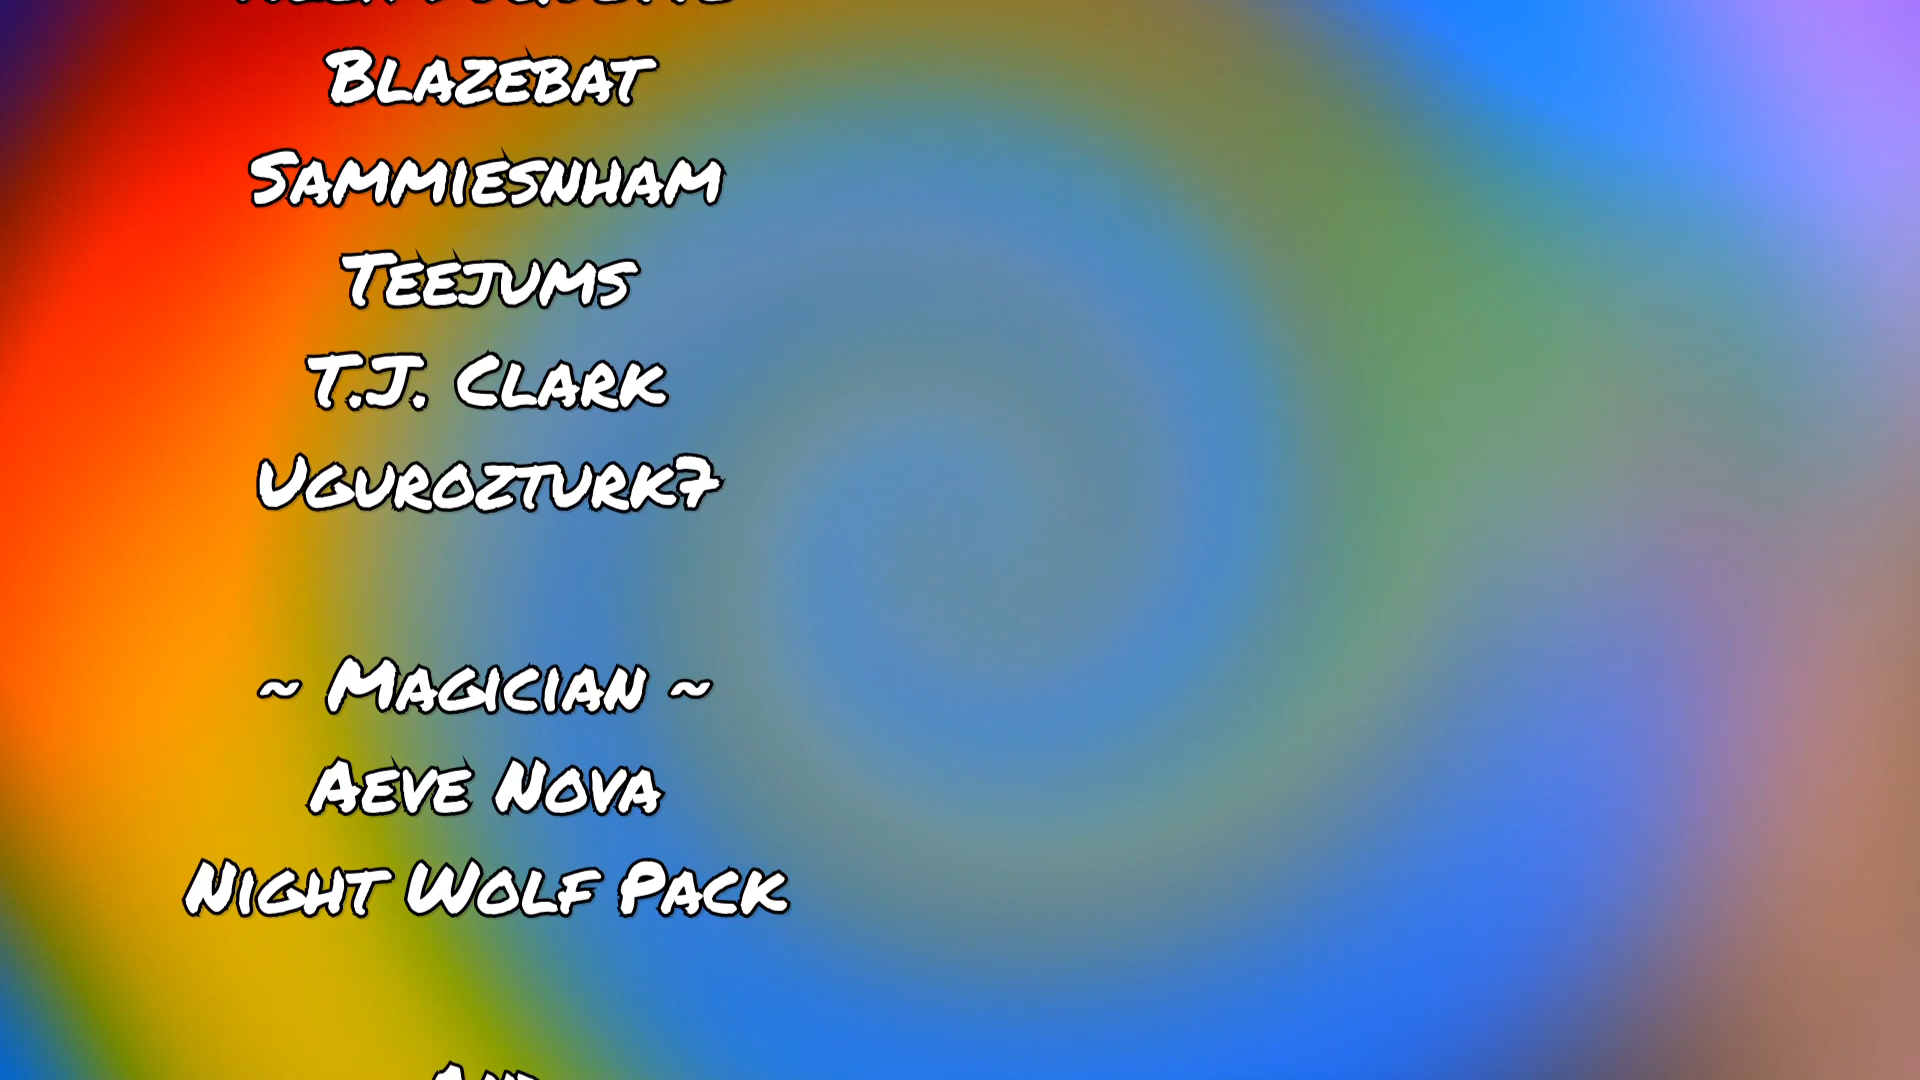 Blazebat
Sammiesnham
Teejums
T.J. Clark
Ugurozturk7
~ Magician ~
Aeve Nova
Night Wolf Pack